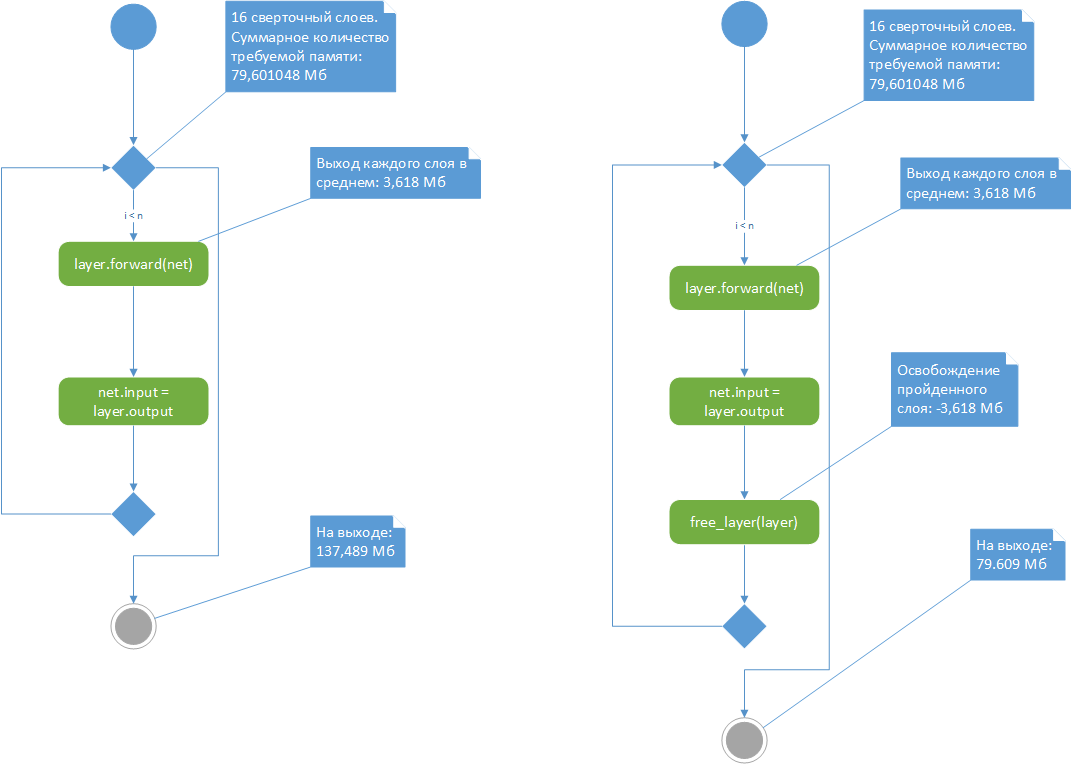 16 сверточный слоев.
Суммарное количество
требуемой памяти:
79,601048 Мб
Выход каждого слоя в
среднем: 3,618 Мб
i < n
layer.forward(net)
net.input =
layer.output
На выходе:
137,489 Мб
16 сверточный слоев.
Суммарное количество
требуемой памяти:
79,601048 Мб
Выход каждого слоя в
среднем: 3,618 Мб
i < n
layer.forward(net)
net.input =
layer.output
Освобождение
пройденного
слоя: -3,618 Мб
free_layer(layer)
На выходе:
79.609 Мб